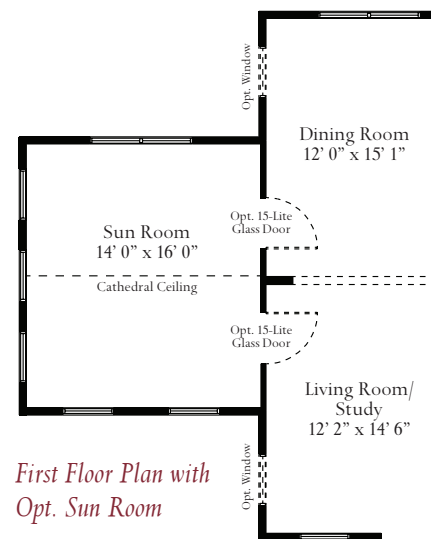 Opt. Window
Dining Room
12’ 0” x 15’ 1”
Opt. 15-Lite
Glass Door
Sun Room
14’ 0” x 16’ 0”
Cathedral Ceiling
Opt. 15-Lite
Glass Door
Living Room/
Study
12’ 2” x 14’ 6”
Opt. Window
First Floor Plan with
Opt. Sun Room